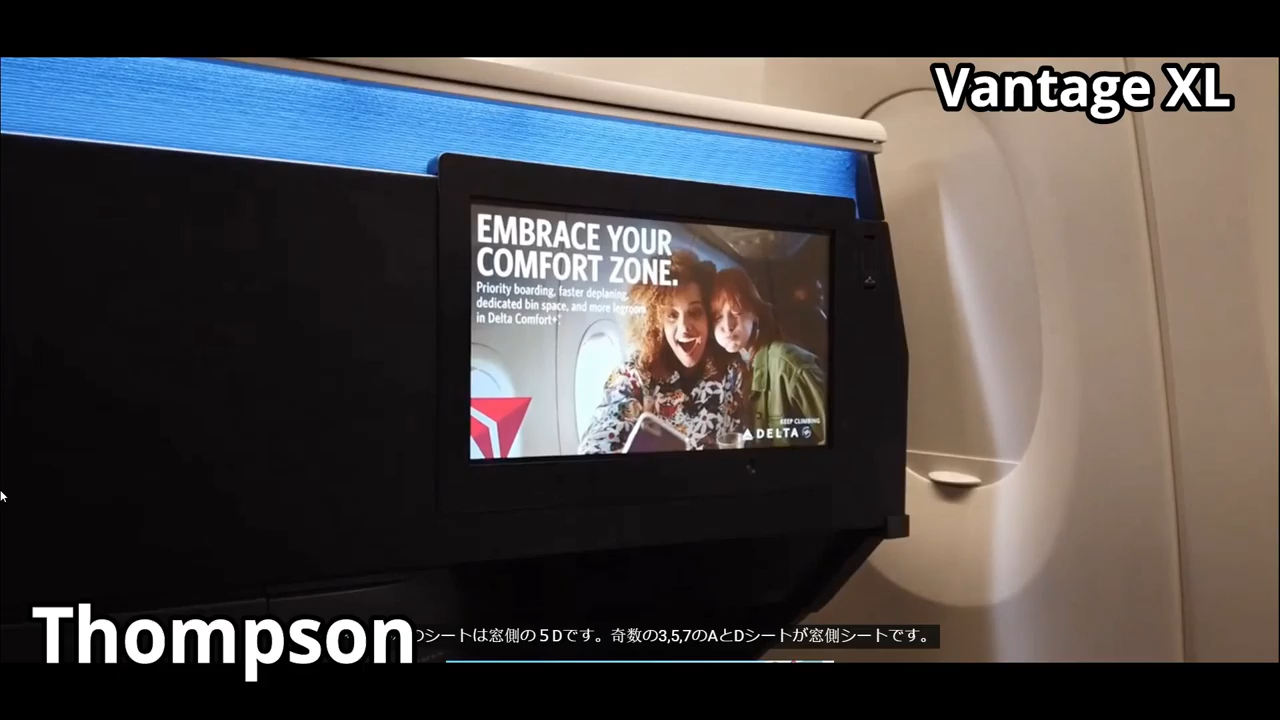 Vantage XL
EMBRACE YOUR
COMFORT ZONE.
Priority boarding, faster deplaning,
dedicated bin space, and more legroom
in Delta Comfort+.
KEEP CLIMBING
DELTA
Thompson
シートは窓側の5Dです。奇数の3,5,7のAとDシートが窓側シートです。